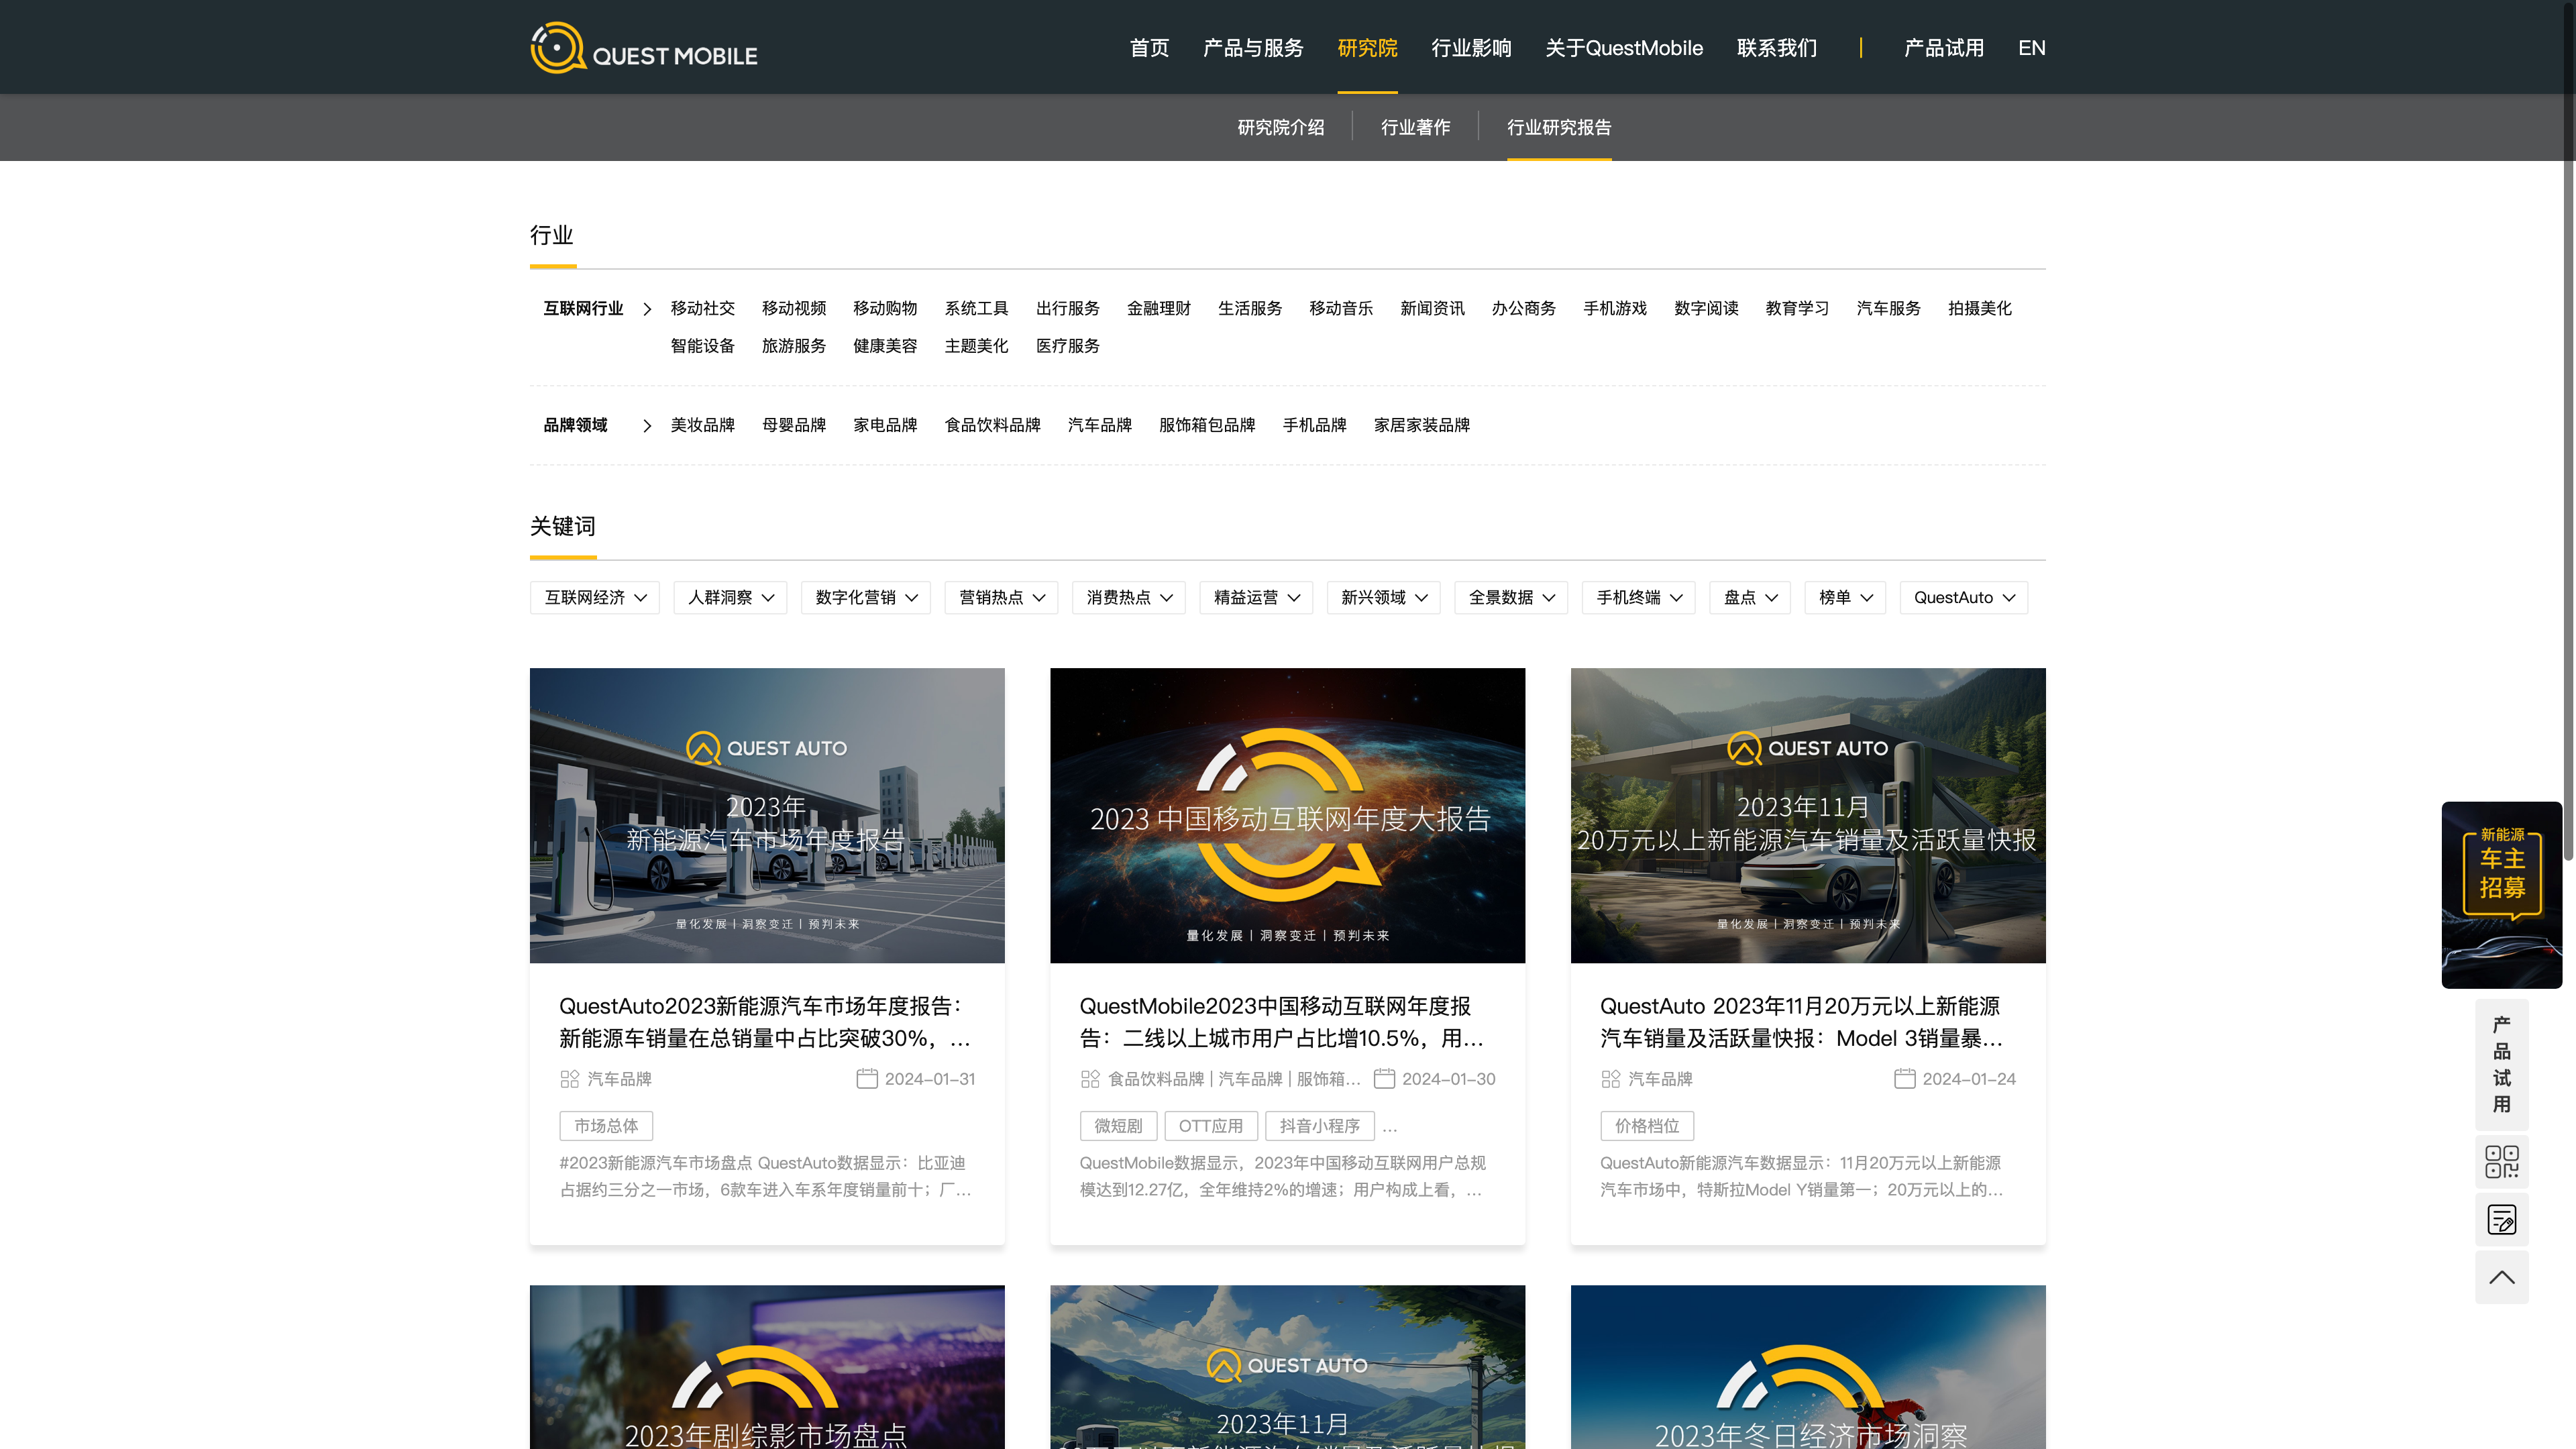 QUEST MOBILE
首页 产品与服务 研究院 行业影响 关于QuestMobile 联系我们 | 产品试用 EN
研究院介绍 行业著作 行业研究报告
行业
互联网行业 移动社交 移动视频 移动购物 系统工具 出行服务 金融理财 生活服务 移动音乐 新闻资讯 办公商务 手机游戏 数字阅读 教育学习 汽车服务 拍摄美化
智能设备 旅游服务 健康美容 主题美化 医疗服务
品牌领域 美妆品牌 母婴品牌 家电品牌 食品饮料品牌 汽车品牌 服饰箱包品牌 手机品牌 家居家装品牌
关键词
互联网经济 人群洞察 数字化营销 营销热点 消费热点 精益运营 新兴领域 全景数据 手机终端 盘点 榜单 QuestAuto
QUEST AUTO
2023年
新能源汽车市场年度报告
量化发展 | 洞察变迁 | 预判未来
QuestAuto2023新能源汽车市场年度报告：
新能源车销量在总销量中占比突破30%，…
汽车品牌 2024-01-31
市场总体
#2023新能源汽车市场盘点 QuestAuto数据显示：比亚迪
占据约三分之一市场，6款车进入车系年度销量前十；厂…
2023 中国移动互联网年度大报告
量化发展 | 洞察变迁 | 预判未来
QuestMobile2023中国移动互联网年度报
告：二线以上城市用户占比增10.5%，用…
食品饮料品牌 | 汽车品牌 | 服饰箱… 2024-01-30
微短剧 OTT应用 抖音小程序 …
QuestMobile数据显示，2023年中国移动互联网用户总规
模达到12.27亿，全年维持2%的增速；用户构成上看，…
QUEST AUTO
2023年11月
20万元以上新能源汽车销量及活跃量快报
量化发展 | 洞察变迁 | 预判未来
QuestAuto 2023年11月20万元以上新能源
汽车销量及活跃量快报：Model 3销量暴…
汽车品牌 2024-01-24
价格档位
QuestAuto新能源汽车数据显示：11月20万元以上新能源
汽车市场中，特斯拉Model Y销量第一；20万元以上的…
2023年剧综影市场盘点
QUEST AUTO
2023年11月
2023年冬日经济市场洞察
新能源
车主
招募
产
品
试
用